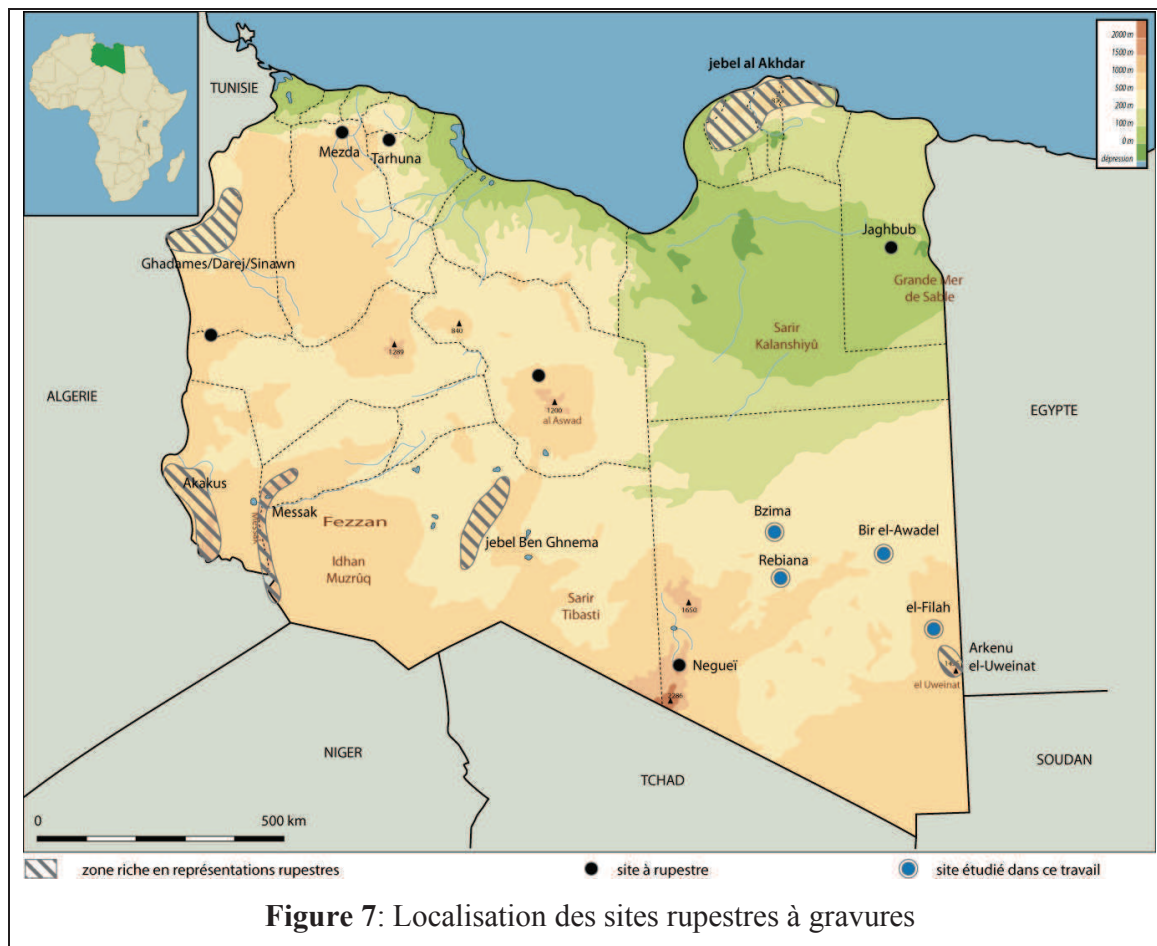 TUNISIE
jebel al Akhdar
2000 m
1500 m
1000 m
500 m
200 m
100 m
0 m
dépression
Mezda
Tarhuna
Jaghbub
Ghadames/Darej/Sinawn
Grande Mer
de Sable
Sarir
Kalanshiyû
840
1289
ALGERIE
1200
al Aswad
EGYPTE
Akakus
Messak
Fezzan
jebel Ben Ghnema
Idhan
Muzrûq
Bzima
Bir el-Awadel
Rebiana
Sarir
Tibasti
1650
el-Filah
Arkenu
el-Uweinat
el Uweinat
Negueï
NIGER
TCHAD
SOUDAN
0 500 km
zone riche en représentations rupestres
site à rupestre
site étudié dans ce travail
Figure 7: Localisation des sites rupestres à gravures